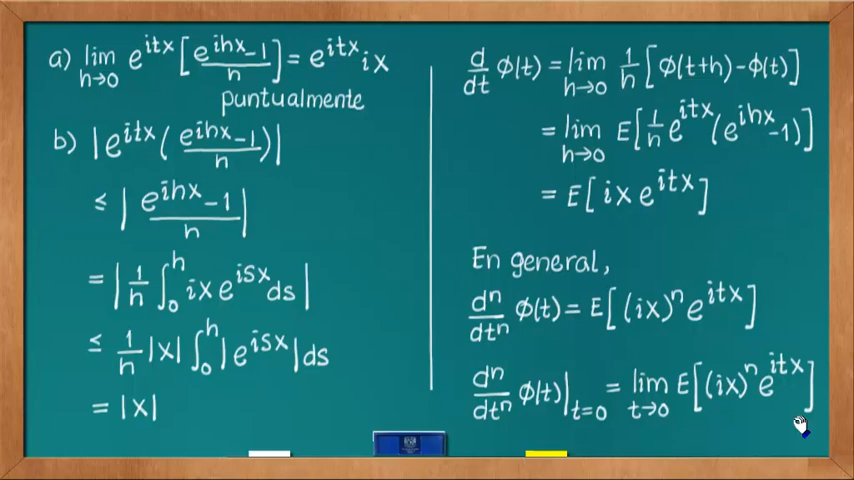 a) lim h→0 e^{itx} [ (e^{ihx}-1)/h ] = e^{itx} ix
puntualmente
b) | e^{itx} ( (e^{ihx}-1)/h ) |
≤ | (e^{ihx}-1)/h |
= | 1/h ∫_0^h ix e^{isx} ds |
≤ 1/h |x| ∫_0^h | e^{isx} | ds
= |x|
d/dt ϕ(t) = lim h→0 1/h [ ϕ(t+h) - ϕ(t) ]
= lim h→0 E[ 1/h e^{itx} (e^{ihx}-1) ]
= E[ ix e^{itx} ]
En general,
d^n/dt^n ϕ(t) = E[ (ix)^n e^{itx} ]
d^n/dt^n ϕ(t) |_{t=0} = lim t→0 E[ (ix)^n e^{itx} ]